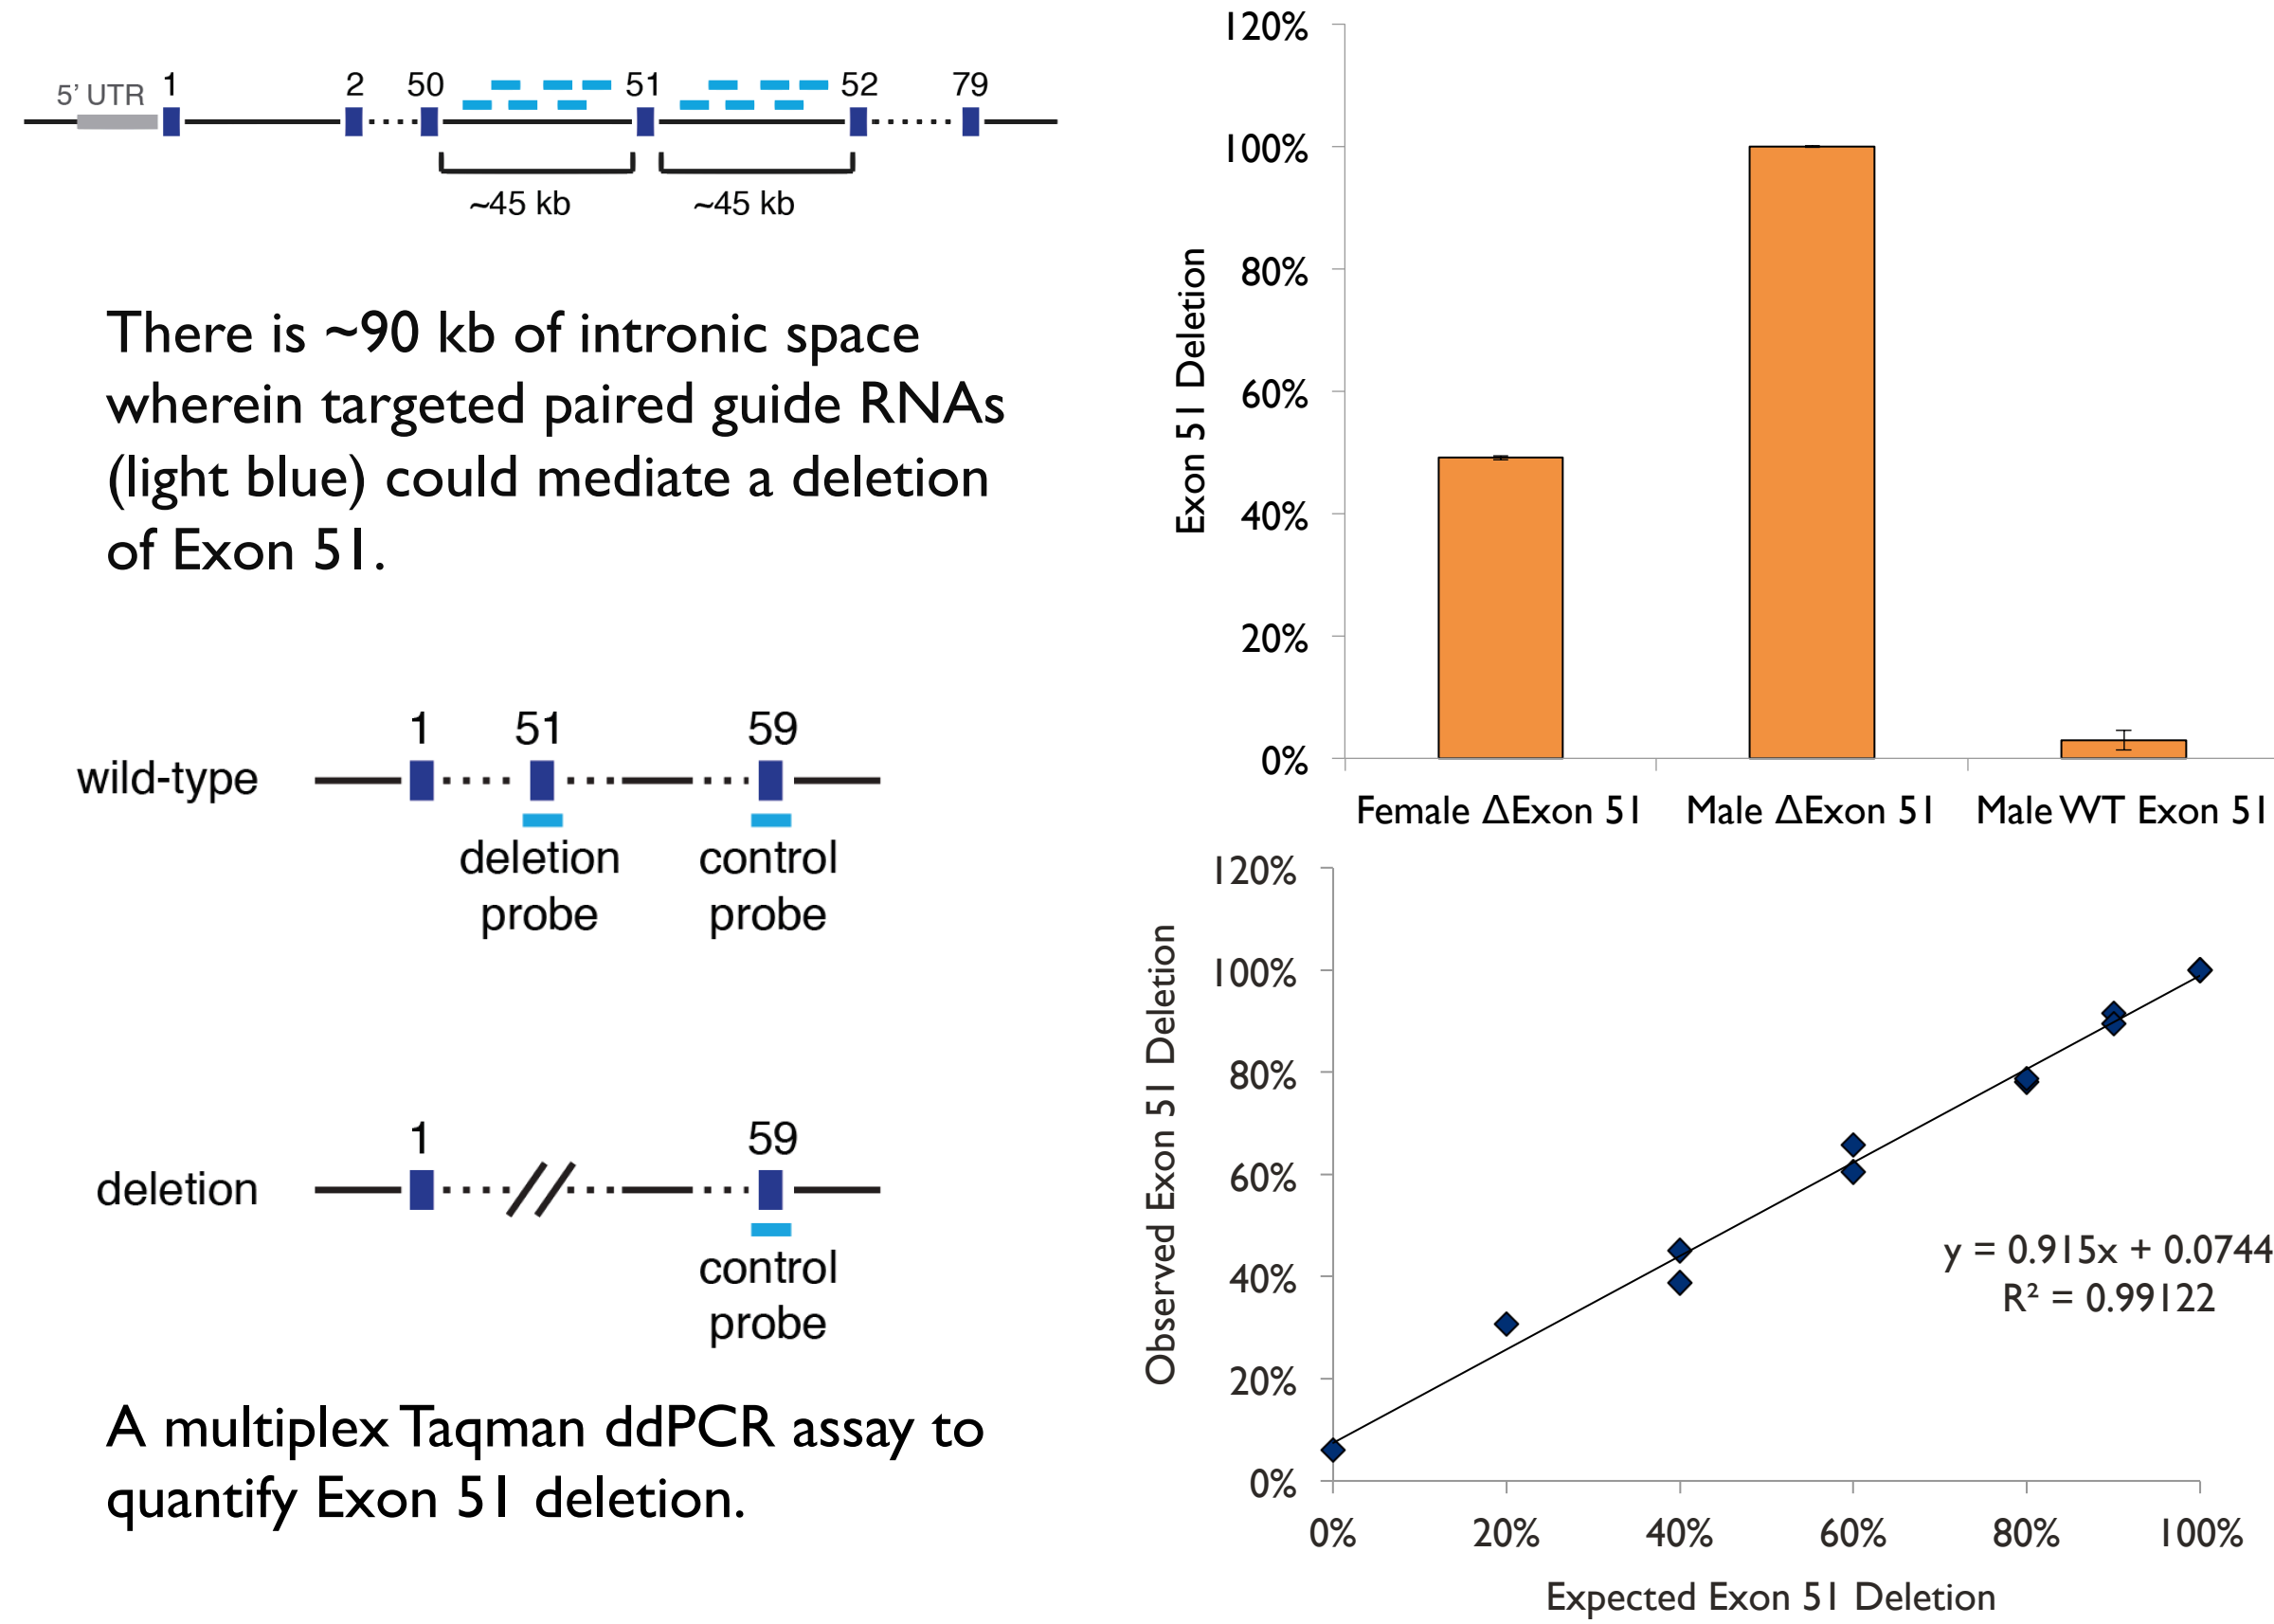 5’ UTR
1
2
50
51
52
79
~45 kb
~45 kb
There is ~90 kb of intronic space
wherein targeted paired guide RNAs
(light blue) could mediate a deletion
of Exon 51.
wild-type
1
51
59
deletion
probe
control
probe
deletion
1
59
control
probe
A multiplex Taqman ddPCR assay to
quantify Exon 51 deletion.
Exon 51 Deletion
120%
100%
80%
60%
40%
20%
0%
Female ΔExon 51
Male ΔExon 51
Male WT Exon 51
Observed Exon 51 Deletion
120%
100%
80%
60%
40%
20%
0%
y = 0.915x + 0.0744
R² = 0.99122
0%
20%
40%
60%
80%
100%
Expected Exon 51 Deletion